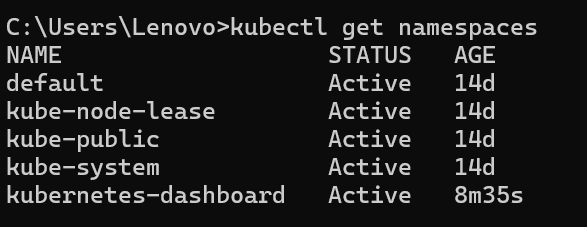 C:\Users\Lenovo>kubectl get namespaces
NAME                   STATUS   AGE
default                Active   14d
kube-node-lease        Active   14d
kube-public            Active   14d
kube-system            Active   14d
kubernetes-dashboard   Active   8m35s